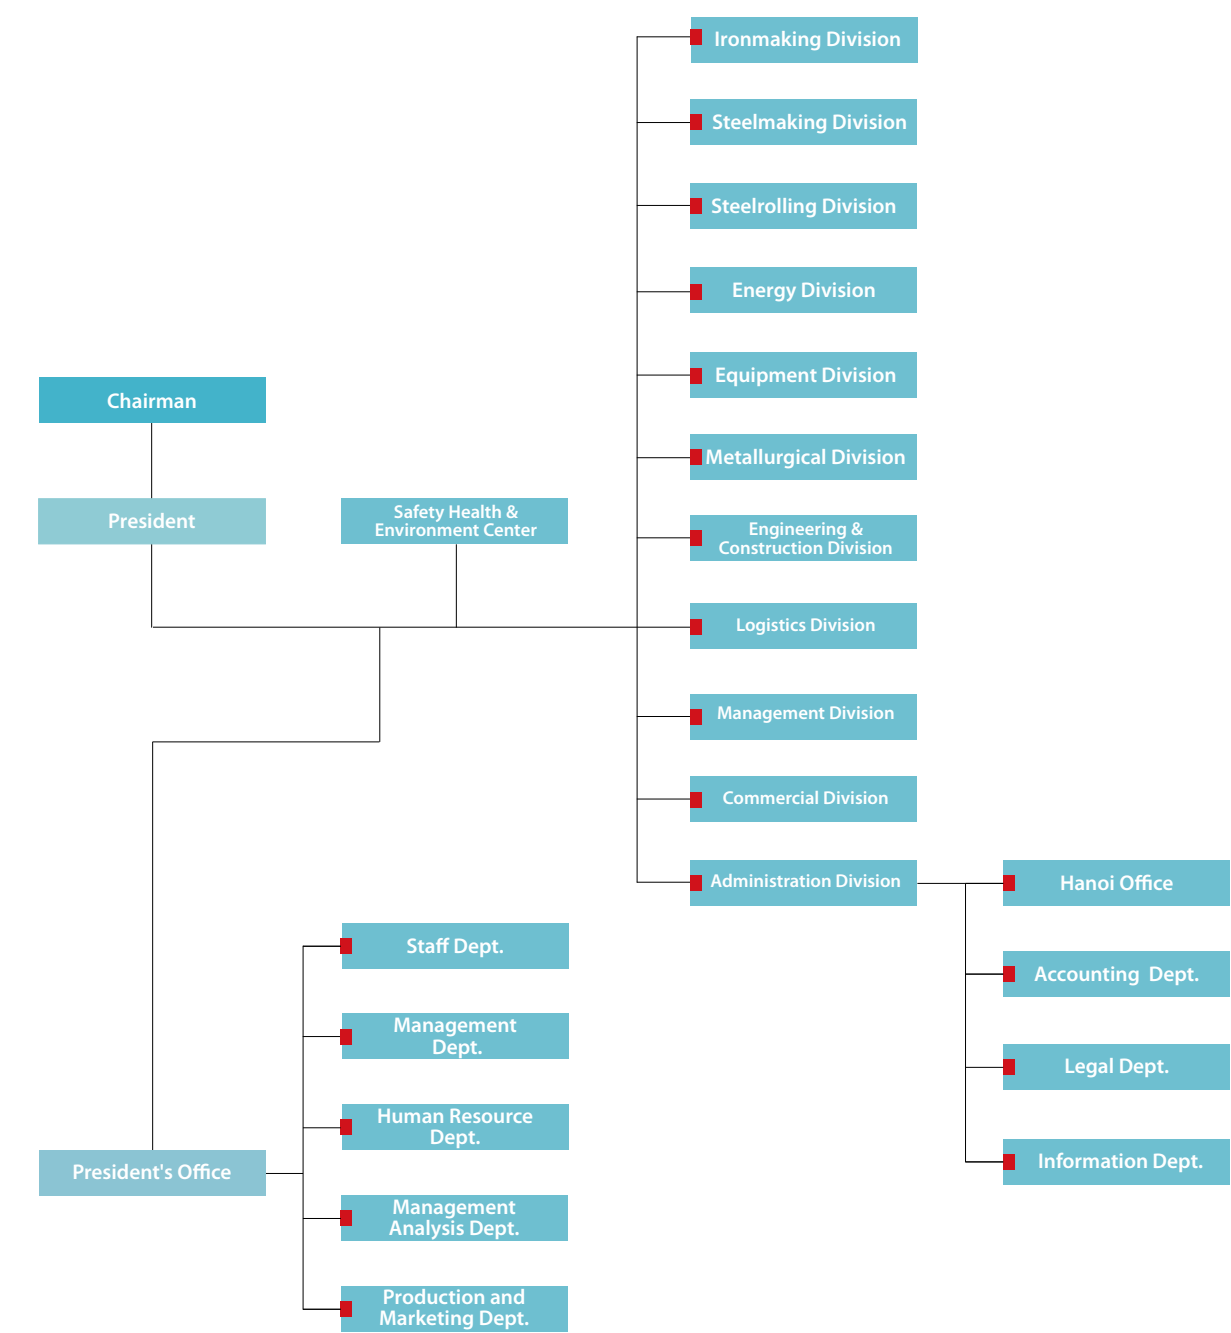 Ironmaking Division
Steelmaking Division
Steelrolling Division
Energy Division
Equipment Division
Chairman
Metallurgical Division
President
Safety Health &
Environment Center
Engineering &
Construction Division
Logistics Division
Management Division
Commercial Division
Administration Division
Hanoi Office
Accounting Dept.
Legal Dept.
Information Dept.
Staff Dept.
Management
Dept.
Human Resource
Dept.
President's Office
Management
Analysis Dept.
Production and
Marketing Dept.